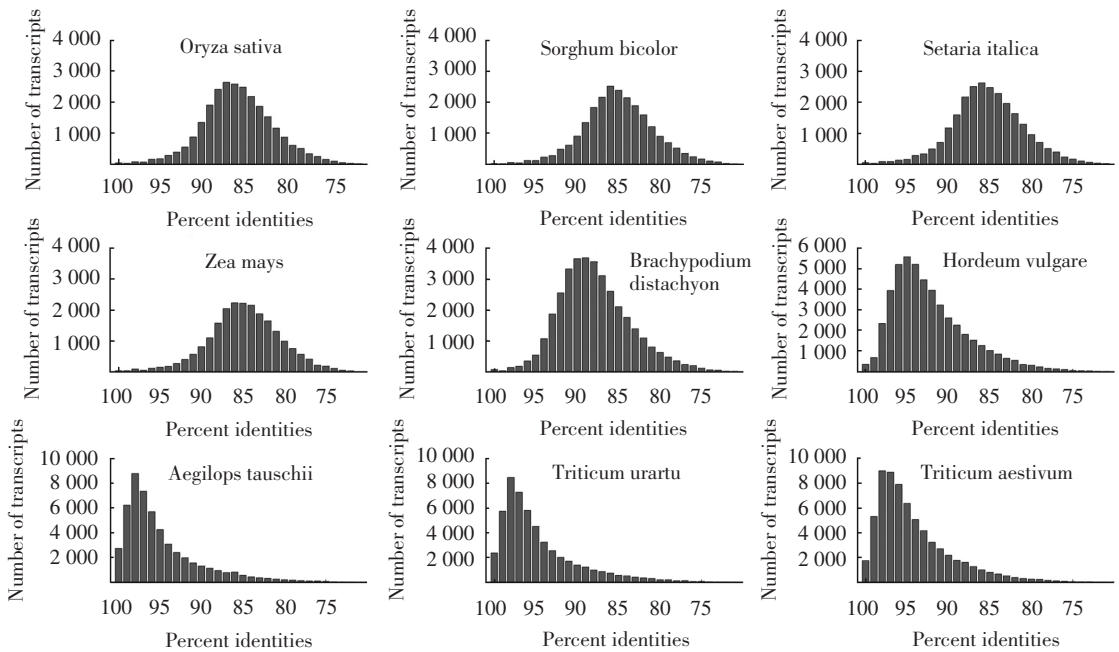 Number of transcripts
4 000
3 000
2 000
1 000
Oryza sativa
100 95 90 85 80 75
Percent identities
Number of transcripts
4 000
3 000
2 000
1 000
Sorghum bicolor
100 95 90 85 80 75
Percent identities
Number of transcripts
4 000
3 000
2 000
1 000
Setaria italica
100 95 90 85 80 75
Percent identities
Number of transcripts
4 000
3 000
2 000
1 000
Zea mays
100 95 90 85 80 75
Percent identities
Number of transcripts
4 000
3 000
2 000
1 000
Brachypodium
distachyon
100 95 90 85 80 75
Percent identities
Number of transcripts
6 000
5 000
4 000
3 000
2 000
1 000
Hordeum vulgare
100 95 90 85 80 75
Percent identities
Number of transcripts
10 000
8 000
6 000
4 000
2 000
Aegilops tauschii
100 95 90 85 80 75
Percent identities
Number of transcripts
10 000
8 000
6 000
4 000
2 000
Triticum urartu
100 95 90 85 80 75
Percent identities
Number of transcripts
10 000
8 000
6 000
4 000
2 000
Triticum aestivum
100 95 90 85 80 75
Percent identities